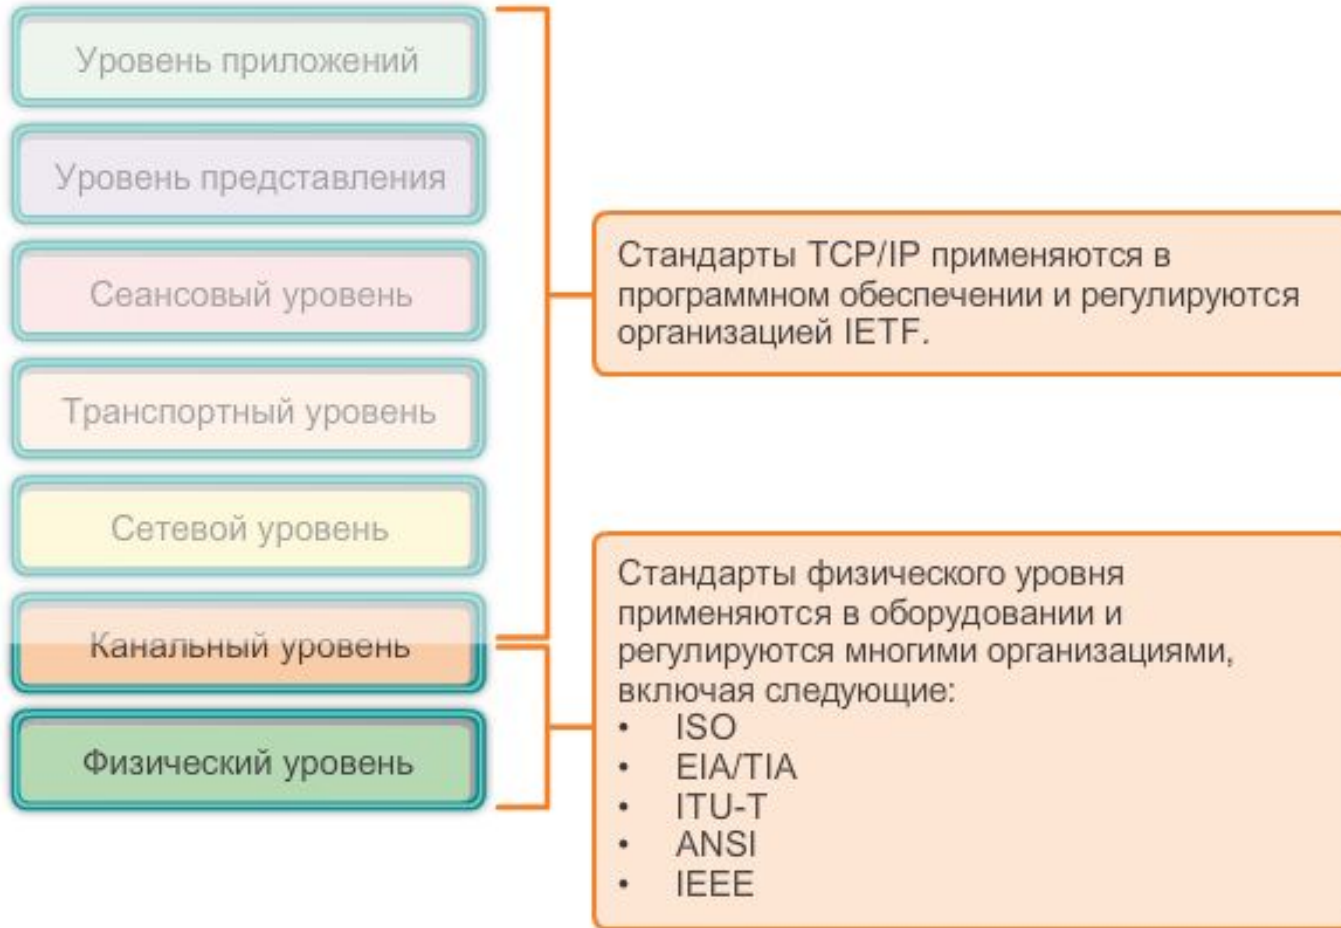 Уровень приложений
Уровень представления
Сеансовый уровень
Транспортный уровень
Сетевой уровень
Канальный уровень
Физический уровень
Стандарты TCP/IP применяются в
программном обеспечении и регулируются
организацией IETF.
Стандарты физического уровня
применяются в оборудовании и
регулируются многими организациями,
включая следующие:
• ISO
• EIA/TIA
• ITU-T
• ANSI
• IEEE